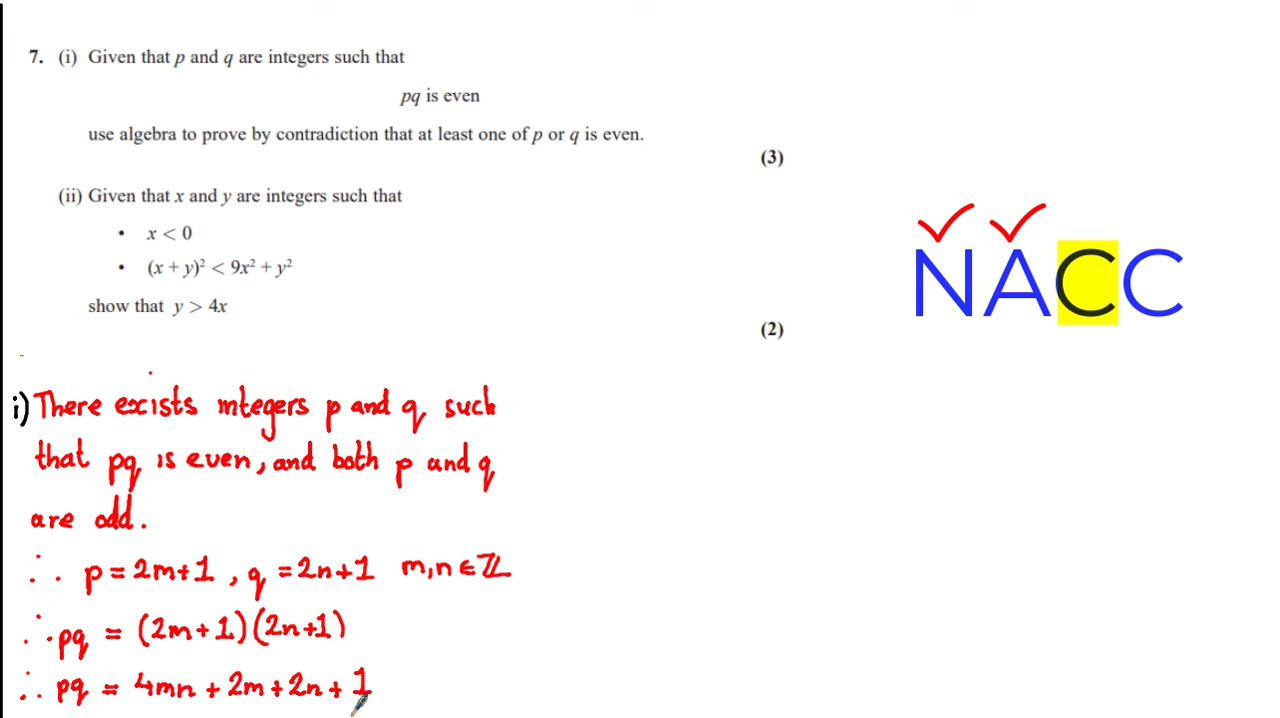 7. (i) Given that p and q are integers such that
pq is even
use algebra to prove by contradiction that at least one of p or q is even.
(3)
(ii) Given that x and y are integers such that
• x < 0
• (x + y)² < 9x² + y²
show that y > 4x
(2)
NACC
i) There exists integers p and q such
that pq is even, and both p and q
are odd.
∴ p = 2m+1, q = 2n+1 m,n ∈ ℤ
∴ pq = (2m+1)(2n+1)
∴ pq = 4mn + 2m + 2n + 1